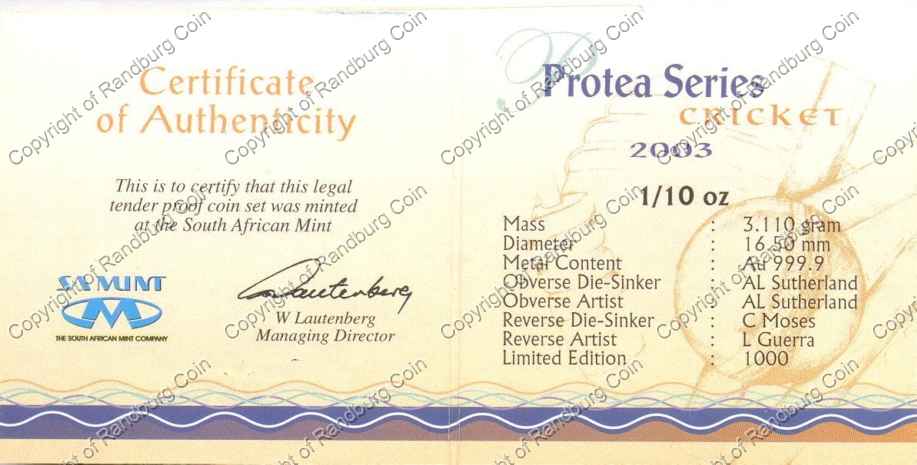 Certificate
of Authenticity
This is to certify that this legal
tender proof coin set was minted
at the South African Mint
SA MINT
THE SOUTH AFRICAN MINT COMPANY
W Lautenberg
W Lautenberg
Managing Director
P
Protea Series
CRICKET
2003
1/10 oz
Mass : 3.110 gram
Diameter : 16.50 mm
Metal Content : Au 999.9
Obverse Die-Sinker : AL Sutherland
Obverse Artist : AL Sutherland
Reverse Die-Sinker : C Moses
Reverse Artist : L Guerra
Limited Edition : 1000
Copyright of Randburg Coin